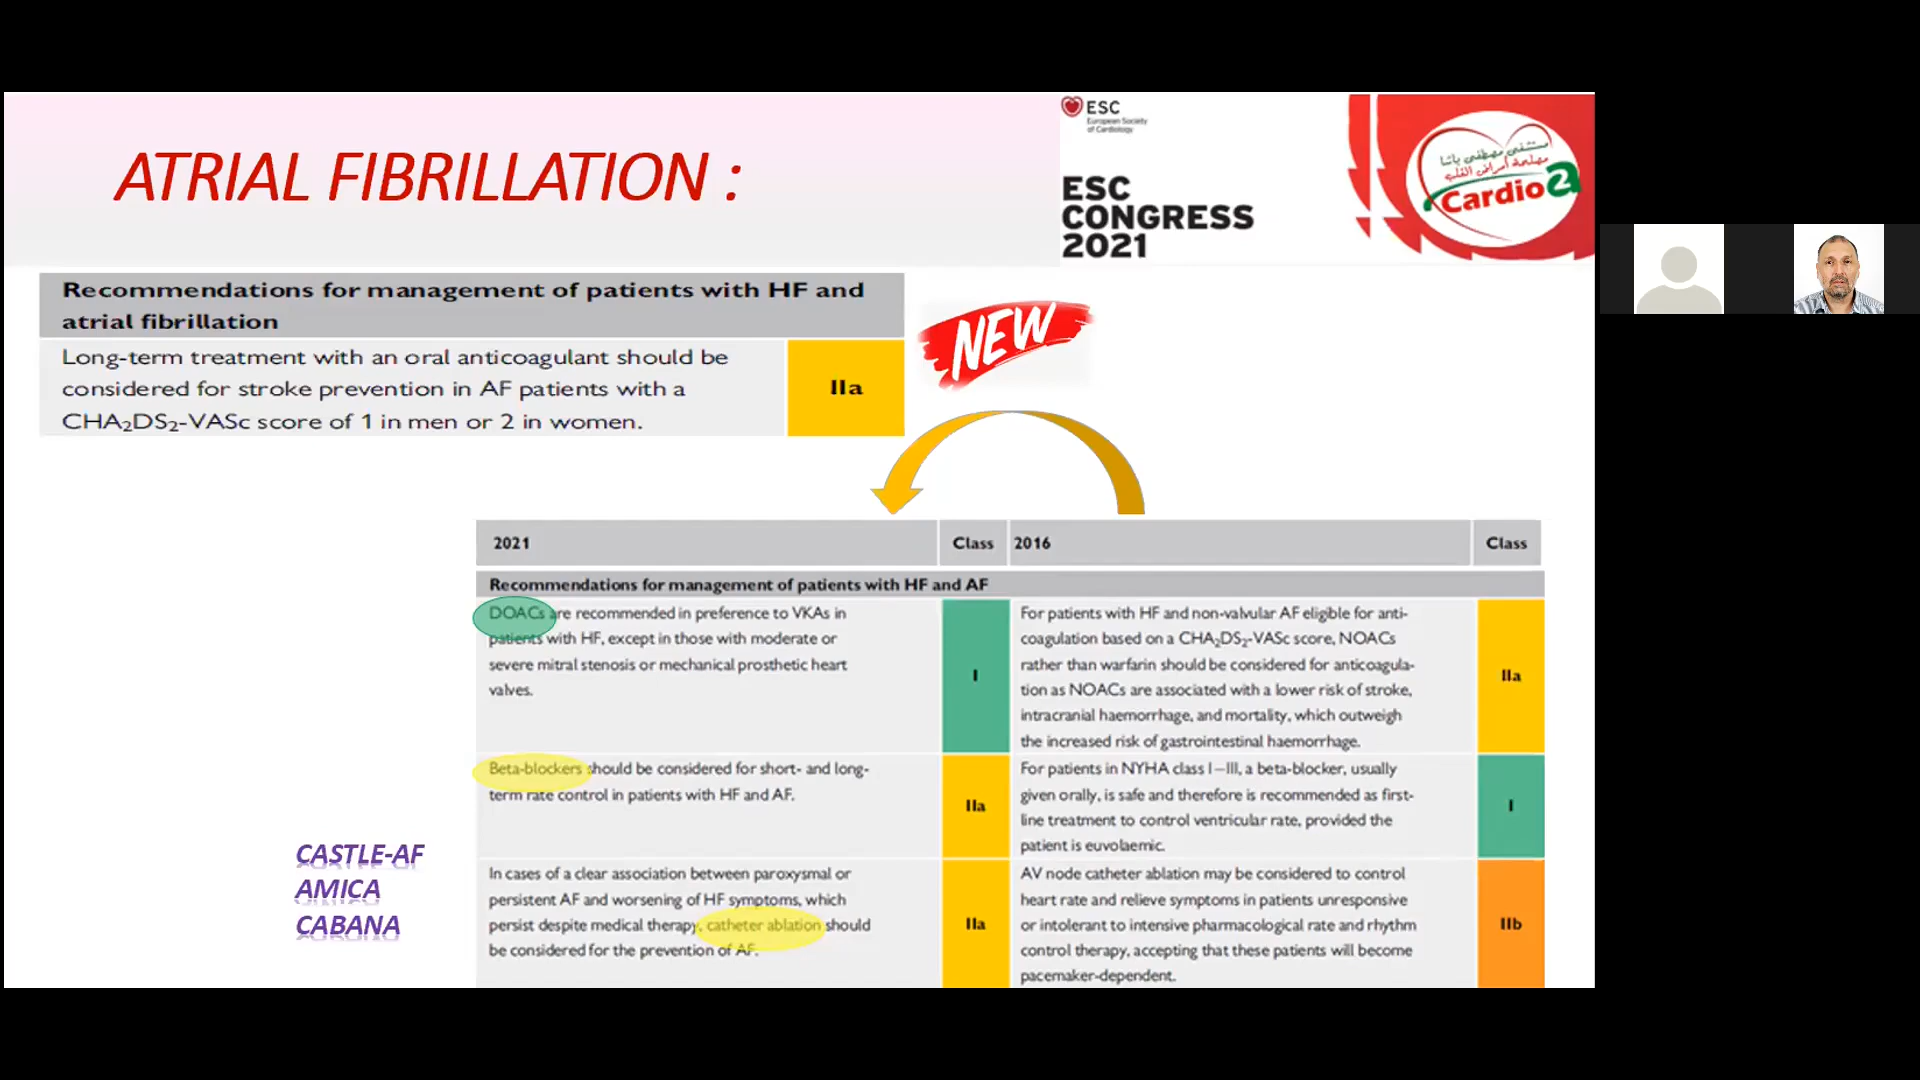 ATRIAL FIBRILLATION :
ESC
European Society
of Cardiology
ESC
CONGRESS
2021
مستشفى مصطفى باشا
مصلحة أمراض القلب
Cardio 2
Recommendations for management of patients with HF and
atrial fibrillation
Long-term treatment with an oral anticoagulant should be
considered for stroke prevention in AF patients with a
CHA₂DS₂-VASc score of 1 in men or 2 in women.
IIa
NEW
2021
Class
2016
Class
Recommendations for management of patients with HF and AF
DOACs are recommended in preference to VKAs in
patients with HF, except in those with moderate or
severe mitral stenosis or mechanical prosthetic heart
valves.
I
For patients with HF and non-valvular AF eligible for anti-
coagulation based on a CHA₂DS₂-VASc score, NOACs
rather than warfarin should be considered for anticoagula-
tion as NOACs are associated with a lower risk of stroke,
intracranial haemorrhage, and mortality, which outweigh
the increased risk of gastrointestinal haemorrhage.
IIa
Beta-blockers should be considered for short- and long-
term rate control in patients with HF and AF.
IIa
For patients in NYHA class I–III, a beta-blocker, usually
given orally, is safe and therefore is recommended as first-
line treatment to control ventricular rate, provided the
patient is euvolaemic.
I
CASTLE-AF
AMICA
CABANA
In cases of a clear association between paroxysmal or
persistent AF and worsening of HF symptoms, which
persist despite medical therapy, catheter ablation should
be considered for the prevention of AF.
IIa
AV node catheter ablation may be considered to control
heart rate and relieve symptoms in patients unresponsive
or intolerant to intensive pharmacological rate and rhythm
control therapy, accepting that these patients will become
pacemaker-dependent.
IIb